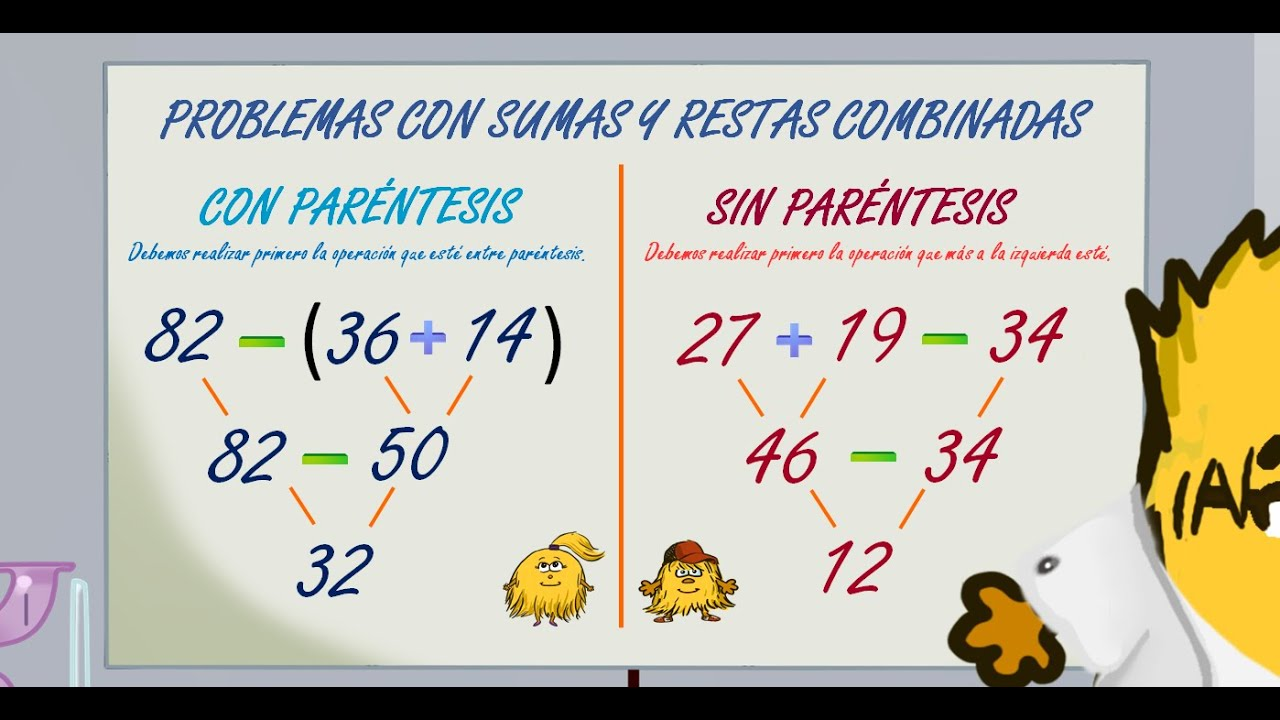 PROBLEMAS CON SUMAS Y RESTAS COMBINADAS
CON PARÉNTESIS
Debemos realizar primero la operación que esté entre paréntesis.
82 - (36 + 14)
82 - 50
32
SIN PARÉNTESIS
Debemos realizar primero la operación que más a la izquierda esté.
27 + 19 - 34
46 - 34
12